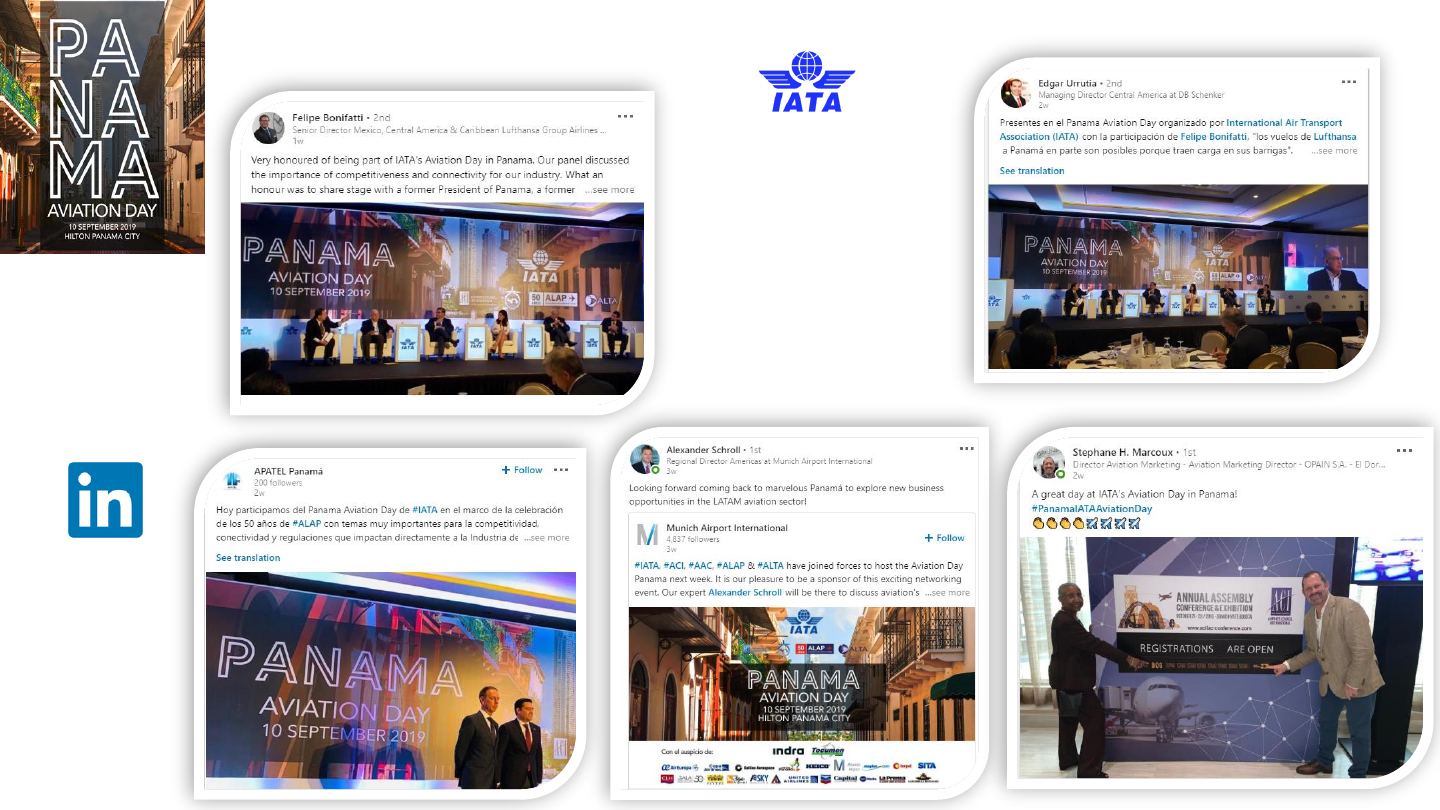 PA
NA
MA
AVIATION DAY
10 SEPTEMBER 2019
HILTON PANAMA CITY
Felipe Bonifatti • 2nd
Senior Director Mexico, Central America & Caribbean Lufthansa Group Airlines ...
1w
Very honoured of being part of IATA's Aviation Day in Panama. Our panel discussed
the importance of competitiveness and connectivity for our industry. What an
honour was to share stage with a former President of Panama, a former ...see more
PANAMA
AVIATION DAY
10 SEPTEMBER 2019
IATA
50 ALAP
ALTA
IATA
IATA
Edgar Urrutia • 2nd
Managing Director Central America at DB Schenker
2w
Presentes en el Panama Aviation Day organizado por International Air Transport
Association (IATA) con la participación de Felipe Bonifatti, "los vuelos de Lufthansa
a Panamá en parte son posibles porque traen carga en sus barrigas". ...see more
See translation
PANAMA
AVIATION DAY
10 SEPTEMBER 2019
IATA
in
APATEL Panamá
200 followers
2w
+ Follow
Hoy participamos del Panama Aviation Day de #IATA en el marco de la celebración
de los 50 años de #ALAP con temas muy importantes para la competitividad,
conectividad y regulaciones que impactan directamente a la Industria de ...see more
See translation
PANAMA
AVIATION DAY
10 SEPTEMBER 2019
Alexander Schroll • 1st
Regional Director Americas at Munich Airport International
3w
Looking forward coming back to marvelous Panamá to explore new business
opportunities in the LATAM aviation sector!
Munich Airport International
4,837 followers
3w
+ Follow
#IATA, #ACI, #AAC, #ALAP & #ALTA have joined forces to host the Aviation Day
Panama next week. It is our pleasure to be a sponsor of this exciting networking
event. Our expert Alexander Schroll will be there to discuss aviation's ...see more
IATA
50 ALAP
ALTA
PANAMA
AVIATION DAY
10 SEPTEMBER 2019
HILTON PANAMA CITY
Con el auspicio de:
indra
Tocumen
HEICO
SITA
UNITED AIRLINES
Capital
La Prensa
Stephane H. Marcoux • 1st
Director Aviation Marketing - Aviation Marketing Director - OPAIN S.A. - El Dor...
2w
A great day at IATA's Aviation Day in Panama!
#PanamaIATAAviationDay
👏👏👏👏✈✈✈✈
ANNUAL ASSEMBLY
CONFERENCE & EXHIBITION
ACI
REGISTRATIONS ARE OPEN